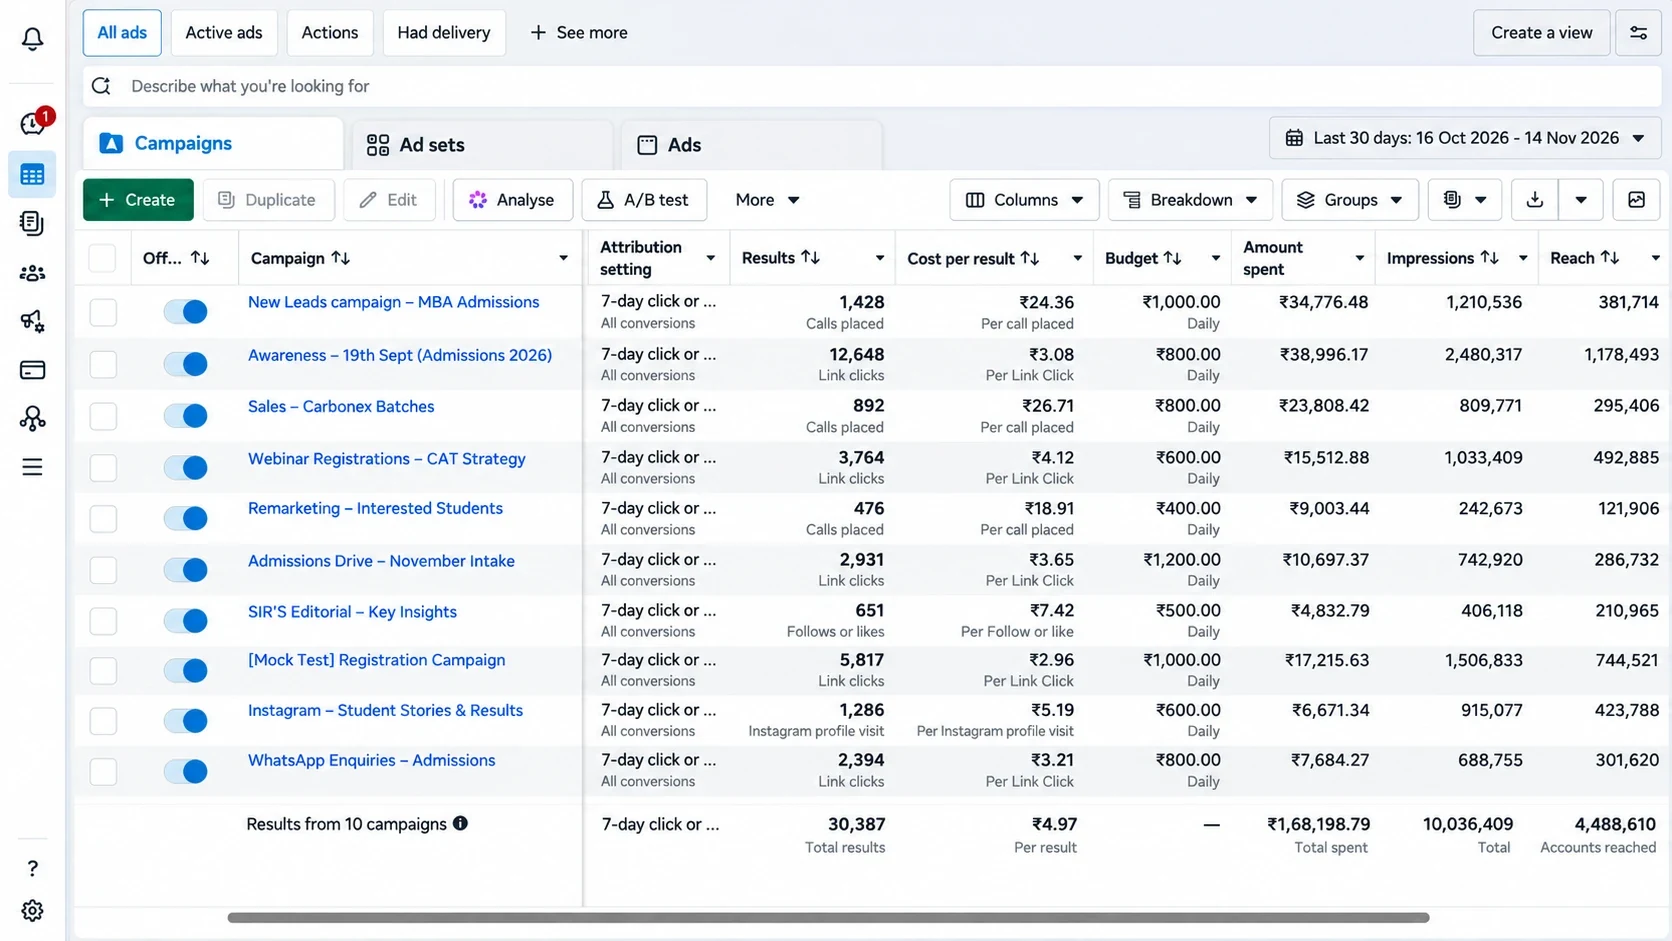 All ads
Active ads
Actions
Had delivery
+ See more
Create a view
Describe what you're looking for
1
Campaigns
Ad sets
Ads
Last 30 days: 16 Oct 2026 - 14 Nov 2026
+ Create
Duplicate
Edit
Analyse
A/B test
More
Columns
Breakdown
Groups
Off... Campaign Attribution setting Results Cost per result Budget Amount spent Impressions Reach
New Leads campaign – MBA Admissions 7-day click or ... 1,428 ₹24.36 ₹1,000.00 ₹34,776.48 1,210,536 381,714
All conversions Calls placed Per call placed Daily
Awareness – 19th Sept (Admissions 2026) 7-day click or ... 12,648 ₹3.08 ₹800.00 ₹38,996.17 2,480,317 1,178,493
All conversions Link clicks Per Link Click Daily
Sales – Carbonex Batches 7-day click or ... 892 ₹26.71 ₹800.00 ₹23,808.42 809,771 295,406
All conversions Calls placed Per call placed Daily
Webinar Registrations – CAT Strategy 7-day click or ... 3,764 ₹4.12 ₹600.00 ₹15,512.88 1,033,409 492,885
All conversions Link clicks Per Link Click Daily
Remarketing – Interested Students 7-day click or ... 476 ₹18.91 ₹400.00 ₹9,003.44 242,673 121,906
All conversions Calls placed Per call placed Daily
Admissions Drive – November Intake 7-day click or ... 2,931 ₹3.65 ₹1,200.00 ₹10,697.37 742,920 286,732
All conversions Link clicks Per Link Click Daily
SIR'S Editorial – Key Insights 7-day click or ... 651 ₹7.42 ₹500.00 ₹4,832.79 406,118 210,965
All conversions Follows or likes Per Follow or like Daily
[Mock Test] Registration Campaign 7-day click or ... 5,817 ₹2.96 ₹1,000.00 ₹17,215.63 1,506,833 744,521
All conversions Link clicks Per Link Click Daily
Instagram – Student Stories & Results 7-day click or ... 1,286 ₹5.19 ₹600.00 ₹6,671.34 915,077 423,788
All conversions Instagram profile visit Per Instagram profile visit Daily
WhatsApp Enquiries – Admissions 7-day click or ... 2,394 ₹3.21 ₹800.00 ₹7,684.27 688,755 301,620
All conversions Link clicks Per Link Click Daily
Results from 10 campaigns 7-day click or ... 30,387 ₹4.97 — ₹1,68,198.79 10,036,409 4,488,610
Total results Per result Total spent Total Accounts reached